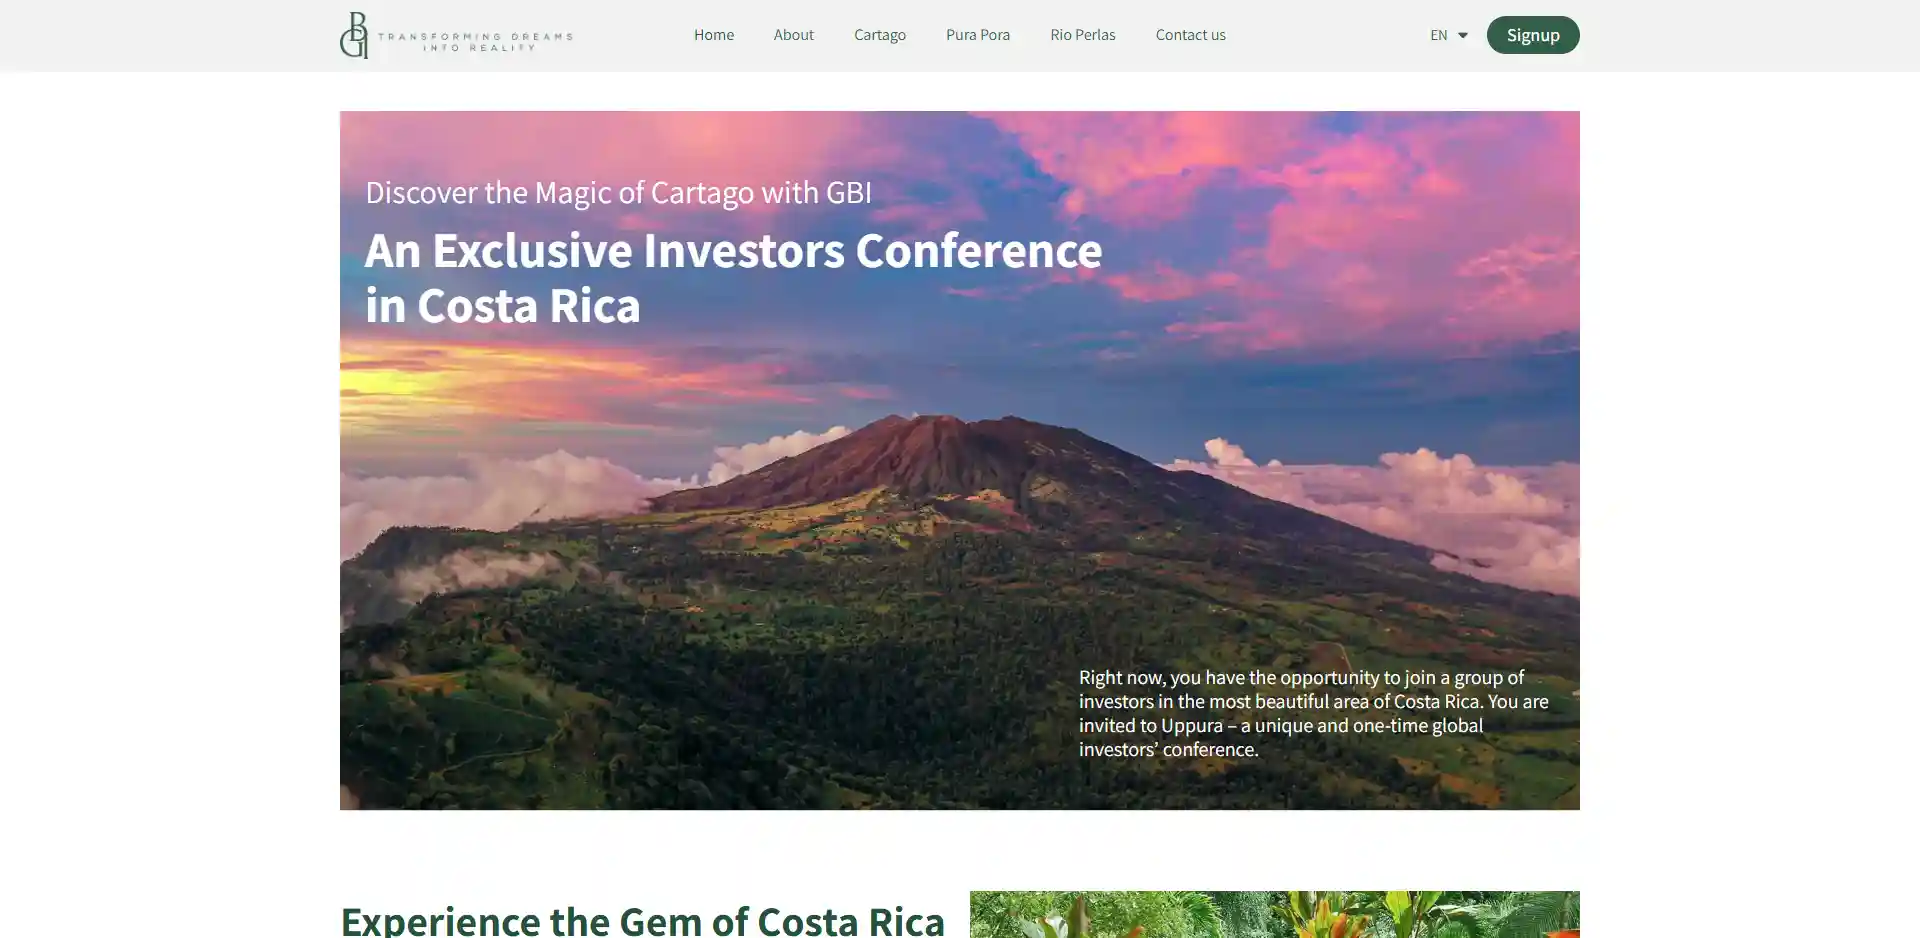 GBI
TRANSFORMING DREAMS
INTO REALITY
Home
About
Cartago
Pura Pora
Rio Perlas
Contact us
EN
Signup
Discover the Magic of Cartago with GBI
An Exclusive Investors Conference
in Costa Rica
Right now, you have the opportunity to join a group of
investors in the most beautiful area of Costa Rica. You are
invited to Uppura – a unique and one-time global
investors’ conference.
Experience the Gem of Costa Rica